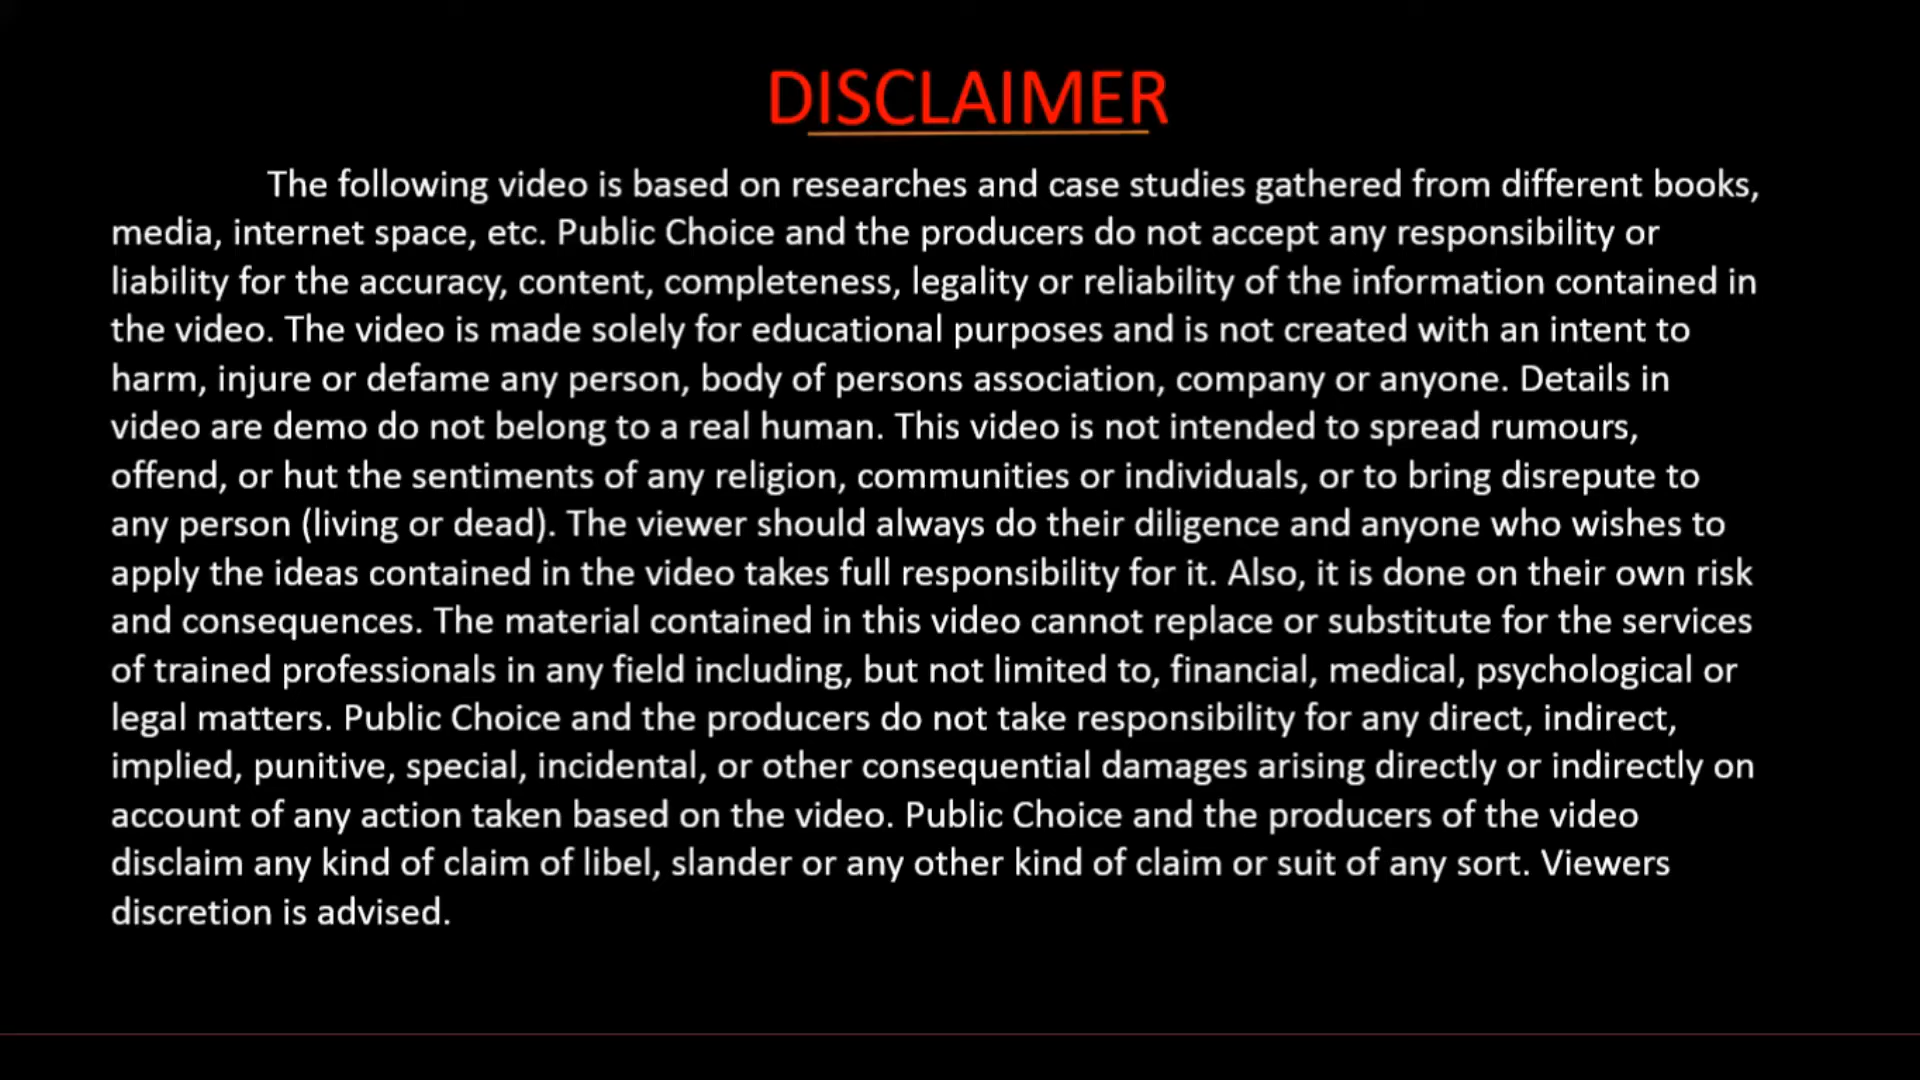 DISCLAIMER
The following video is based on researches and case studies gathered from different books,
media, internet space, etc. Public Choice and the producers do not accept any responsibility or
liability for the accuracy, content, completeness, legality or reliability of the information contained in
the video. The video is made solely for educational purposes and is not created with an intent to
harm, injure or defame any person, body of persons association, company or anyone. Details in
video are demo do not belong to a real human. This video is not intended to spread rumours,
offend, or hut the sentiments of any religion, communities or individuals, or to bring disrepute to
any person (living or dead). The viewer should always do their diligence and anyone who wishes to
apply the ideas contained in the video takes full responsibility for it. Also, it is done on their own risk
and consequences. The material contained in this video cannot replace or substitute for the services
of trained professionals in any field including, but not limited to, financial, medical, psychological or
legal matters. Public Choice and the producers do not take responsibility for any direct, indirect,
implied, punitive, special, incidental, or other consequential damages arising directly or indirectly on
account of any action taken based on the video. Public Choice and the producers of the video
disclaim any kind of claim of libel, slander or any other kind of claim or suit of any sort. Viewers
discretion is advised.